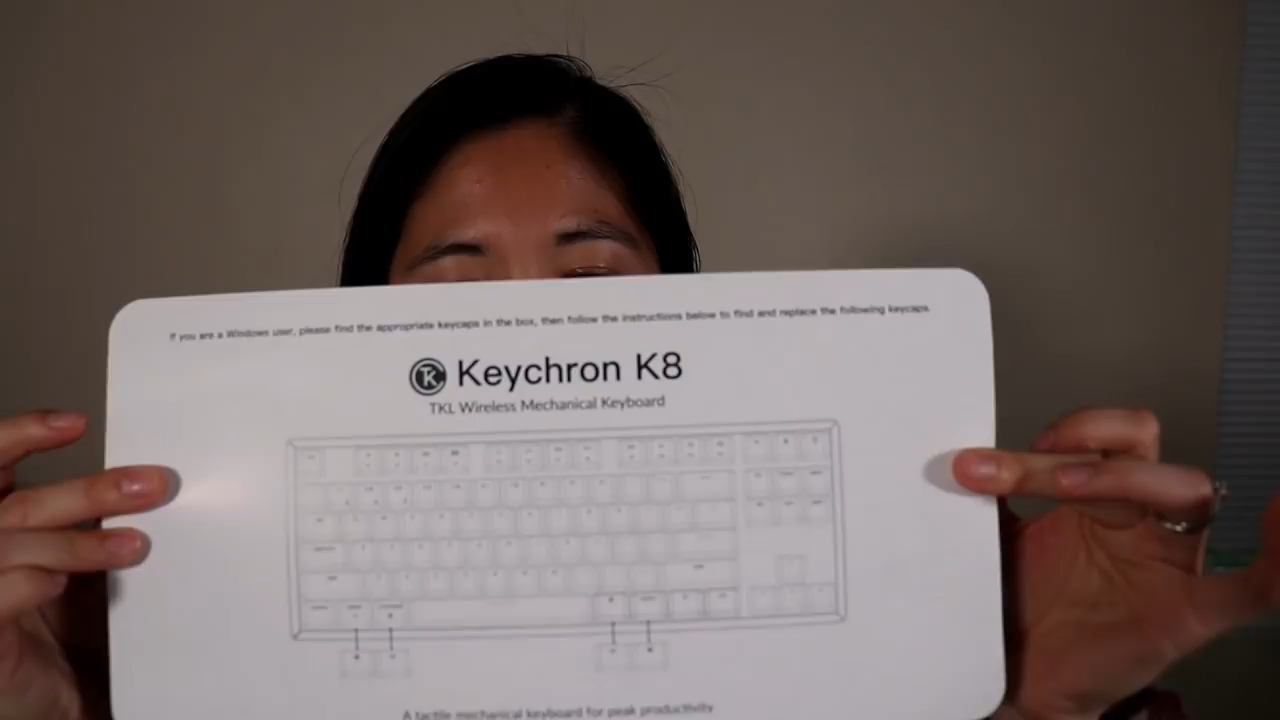 If you are a Windows user, please find the appropriate keycaps in the box, then follow the instructions below to find and replace the following keycaps.
Keychron K8
TKL Wireless Mechanical Keyboard
A tactile mechanical keyboard for peak productivity